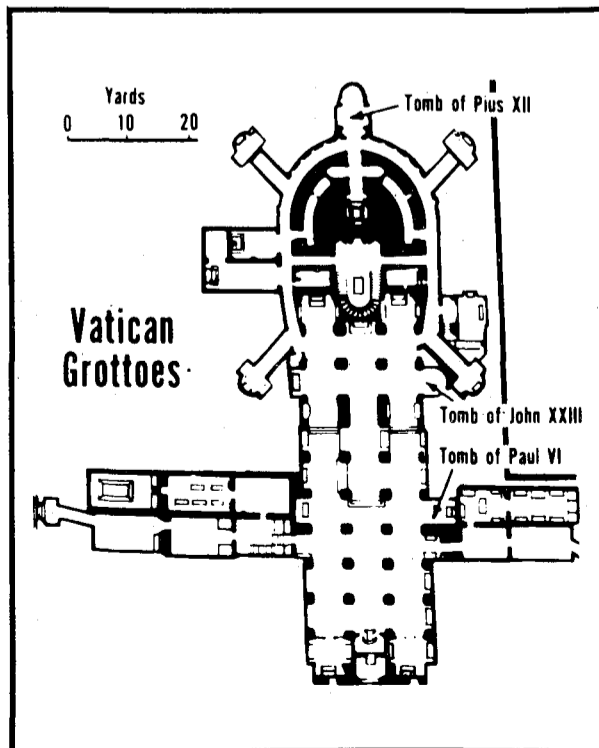 Yards
0 10 20
Tomb of Pius XII
Vatican
Grottoes
Tomb of John XXIII
Tomb of Paul VI